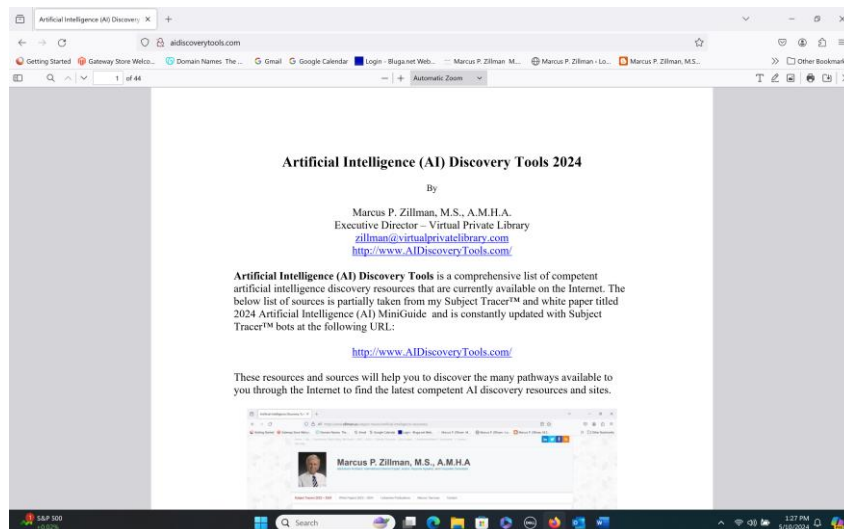 Artificial Intelligence (AI) Discovery
aidiscoverytools.com
Getting Started Gateway Store Welco... Domain Names The ... Gmail Google Calendar Login - Bluga.net Web... Marcus P. Zillman M... Marcus P. Zillman - Lo... Marcus P. Zillman, M.S... Other Bookmark
1 of 44 Automatic Zoom
Artificial Intelligence (AI) Discovery Tools 2024
By
Marcus P. Zillman, M.S., A.M.H.A.
Executive Director – Virtual Private Library
zillman@virtualprivatelibrary.com
http://www.AIDiscoveryTools.com/
Artificial Intelligence (AI) Discovery Tools is a comprehensive list of competent
artificial intelligence discovery resources that are currently available on the Internet. The
below list of sources is partially taken from my Subject Tracer™ and white paper titled
2024 Artificial Intelligence (AI) MiniGuide and is constantly updated with Subject
Tracer™ bots at the following URL:
http://www.AIDiscoveryTools.com/
These resources and sources will help you to discover the many pathways available to
you through the Internet to find the latest competent AI discovery resources and sites.
Marcus P. Zillman, M.S., A.M.H.A
S&P 500
+0.02%
Search
1:27 PM
5/10/2024